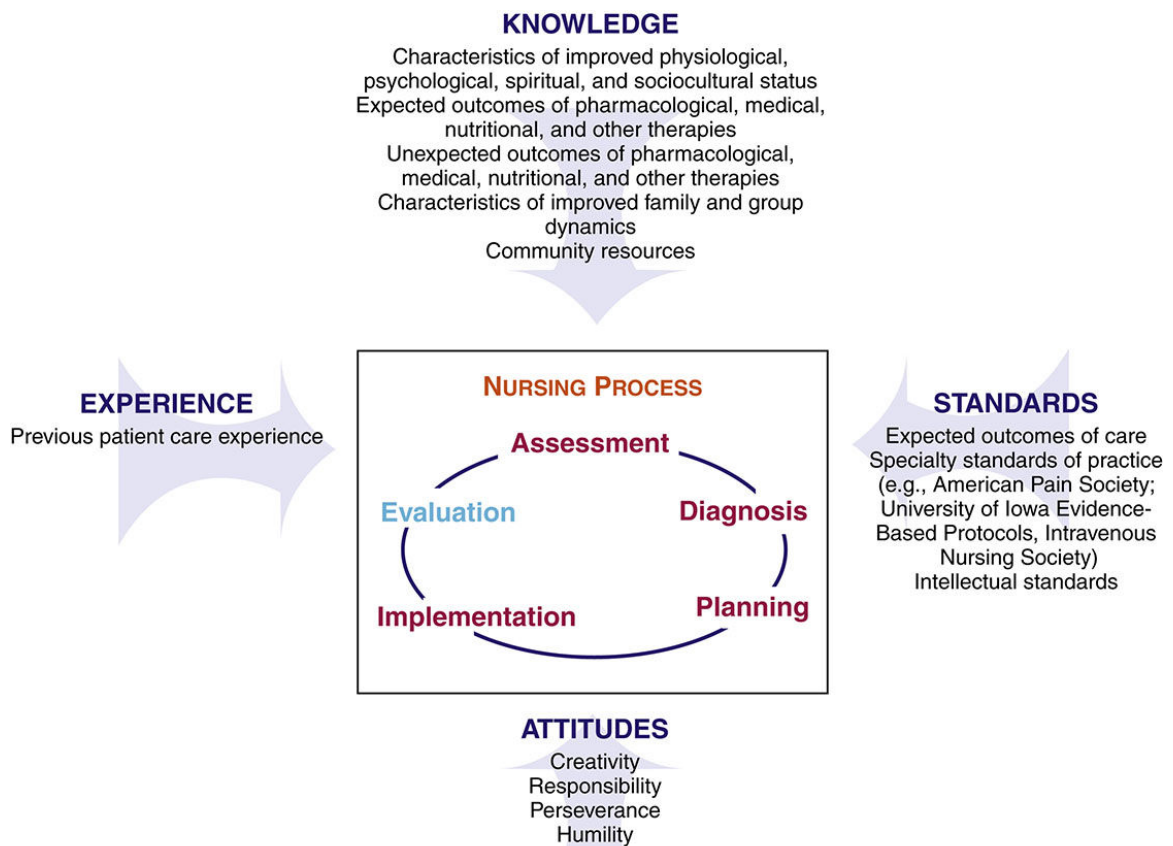 KNOWLEDGE
Characteristics of improved physiological,
psychological, spiritual, and sociocultural status
Expected outcomes of pharmacological, medical,
nutritional, and other therapies
Unexpected outcomes of pharmacological,
medical, nutritional, and other therapies
Characteristics of improved family and group
dynamics
Community resources
EXPERIENCE
Previous patient care experience
NURSING PROCESS
Assessment
Diagnosis
Planning
Implementation
Evaluation
STANDARDS
Expected outcomes of care
Specialty standards of practice
(e.g., American Pain Society;
University of Iowa Evidence-
Based Protocols, Intravenous
Nursing Society)
Intellectual standards
ATTITUDES
Creativity
Responsibility
Perseverance
Humility